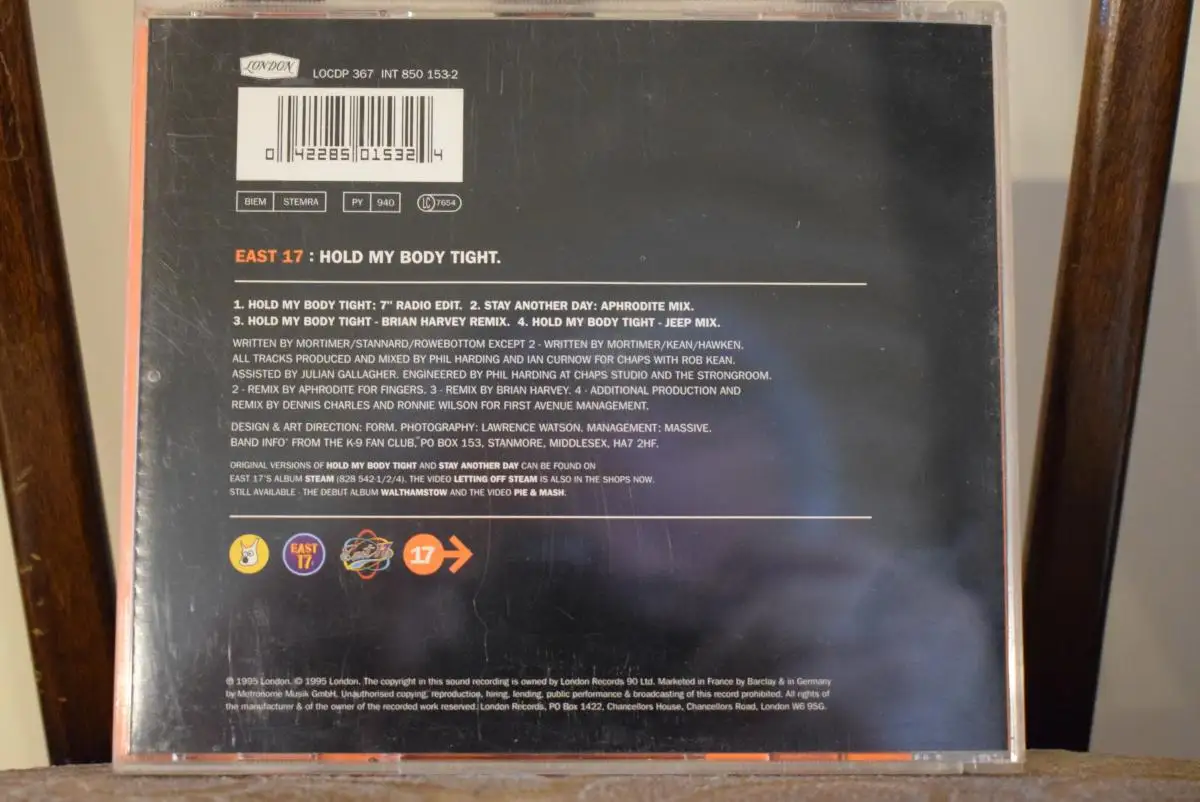 LONDON LOCDP 367 INT 850 153-2
0 42285 01532 4
BIEM STEMRA PY 940 LC 7654
EAST 17 : HOLD MY BODY TIGHT.
1. HOLD MY BODY TIGHT: 7" RADIO EDIT. 2. STAY ANOTHER DAY: APHRODITE MIX.
3. HOLD MY BODY TIGHT - BRIAN HARVEY REMIX. 4. HOLD MY BODY TIGHT - JEEP MIX.
WRITTEN BY MORTIMER/STANNARD/ROWEBOTTOM EXCEPT 2 - WRITTEN BY MORTIMER/KEAN/HAWKEN.
ALL TRACKS PRODUCED AND MIXED BY PHIL HARDING AND IAN CURNOW FOR CHAPS WITH ROB KEAN.
ASSISTED BY JULIAN GALLAGHER. ENGINEERED BY PHIL HARDING AT CHAPS STUDIO AND THE STRONGROOM.
2 - REMIX BY APHRODITE FOR FINGERS. 3 - REMIX BY BRIAN HARVEY. 4 - ADDITIONAL PRODUCTION AND
REMIX BY DENNIS CHARLES AND RONNIE WILSON FOR FIRST AVENUE MANAGEMENT.
DESIGN & ART DIRECTION: FORM. PHOTOGRAPHY: LAWRENCE WATSON. MANAGEMENT: MASSIVE.
BAND INFO' FROM THE K-9 FAN CLUB, PO BOX 153, STANMORE, MIDDLESEX, HA7 2HF.
ORIGINAL VERSIONS OF HOLD MY BODY TIGHT AND STAY ANOTHER DAY CAN BE FOUND ON
EAST 17'S ALBUM STEAM (828 542-1/2/4). THE VIDEO LETTING OFF STEAM IS ALSO IN THE SHOPS NOW.
STILL AVAILABLE - THE DEBUT ALBUM WALTHAMSTOW AND THE VIDEO PIE & MASH.
EAST 17 East 17 17
℗ 1995 London. © 1995 London. The copyright in this sound recording is owned by London Records 90 Ltd. Marketed in France by Barclay & in Germany
by Metronome Musik GmbH. Unauthorised copying, reproduction, hiring, lending, public performance & broadcasting of this record prohibited. All rights of
the manufacturer & of the owner of the recorded work reserved. London Records, PO Box 1422, Chancellors House, Chancellors Road, London W6 9SG.